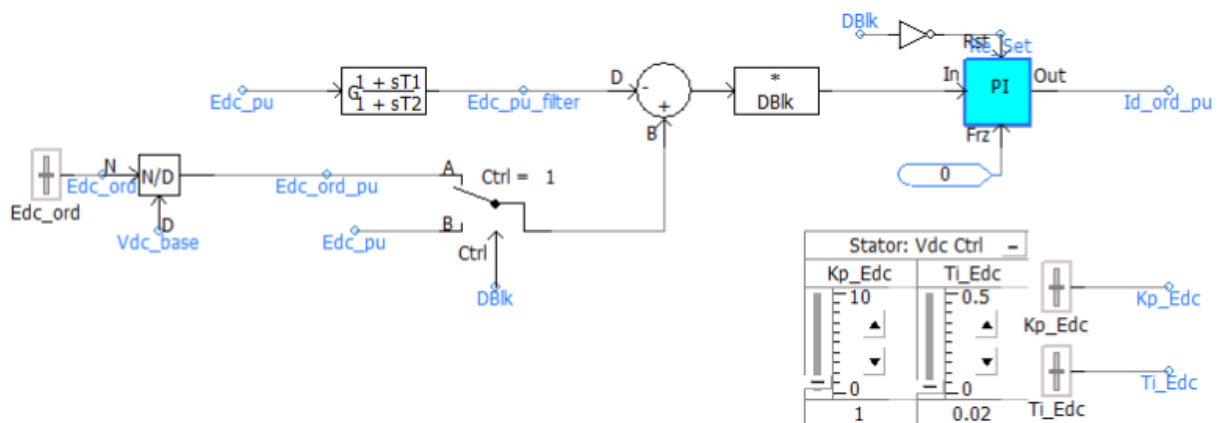 DBlk
Rst
Re_Set
Edc_pu
G
1 + sT1
1 + sT2
Edc_pu_filter
D
-
+
B
*
DBlk
In
PI
Out
Id_ord_pu
Frz
0
Edc_ord
N
Edc_ord
N/D
D
Vdc_base
Edc_ord_pu
A
Ctrl = 1
Edc_pu
B
Ctrl
DBlk
Stator: Vdc Ctrl
Kp_Edc
10
0
1
Ti_Edc
0.5
0
0.02
Kp_Edc
Kp_Edc
Ti_Edc
Ti_Edc